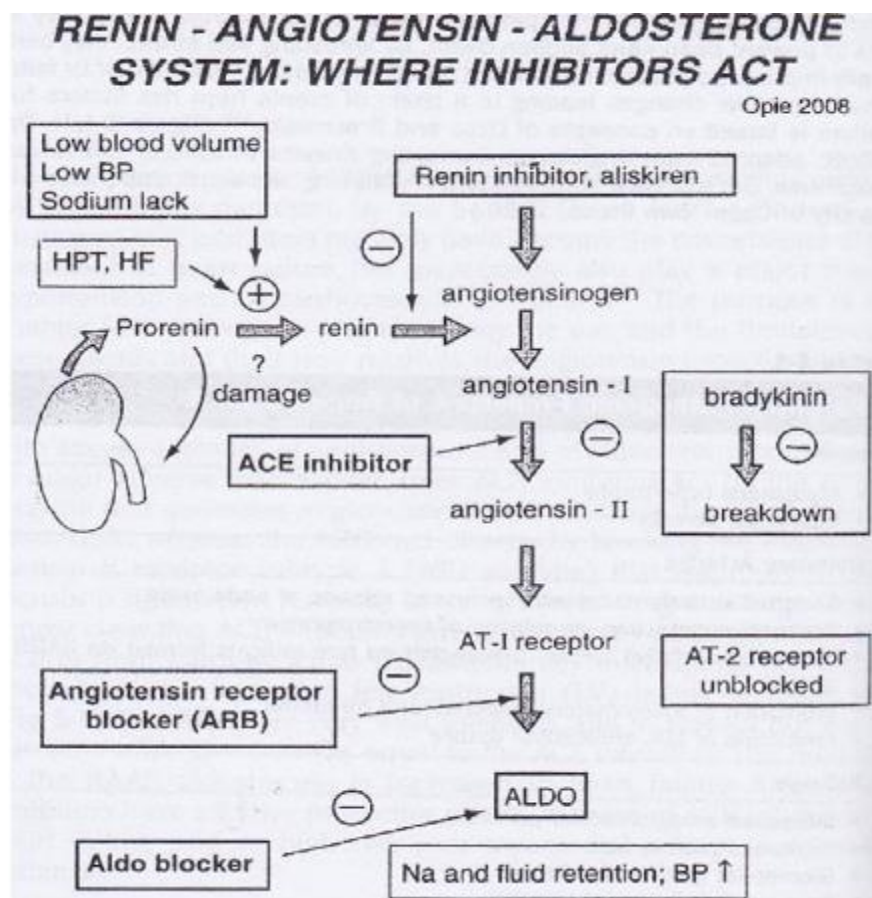 RENIN - ANGIOTENSIN - ALDOSTERONE
SYSTEM: WHERE INHIBITORS ACT
Opie 2008
Low blood volume
Low BP
Sodium lack
Renin inhibitor, aliskiren
HPT, HF
angiotensinogen
Prorenin
renin
?
damage
angiotensin - I
bradykinin
ACE inhibitor
angiotensin - II
breakdown
AT-I receptor
AT-2 receptor
unblocked
Angiotensin receptor
blocker (ARB)
ALDO
Aldo blocker
Na and fluid retention; BP ↑